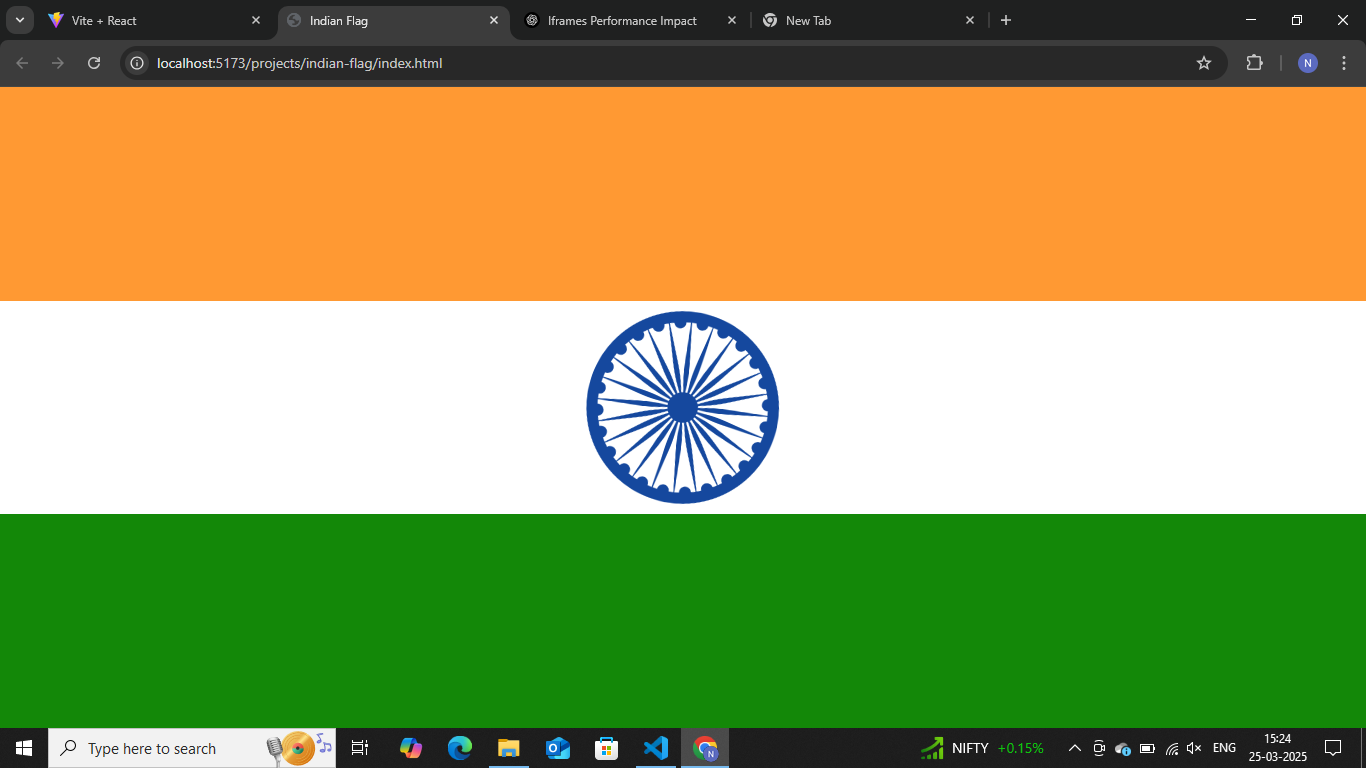 Vite + React
Indian Flag
Iframes Performance Impact
New Tab
localhost:5173/projects/indian-flag/index.html
N
Type here to search
N
NIFTY +0.15%
ENG
15:24
25-03-2025